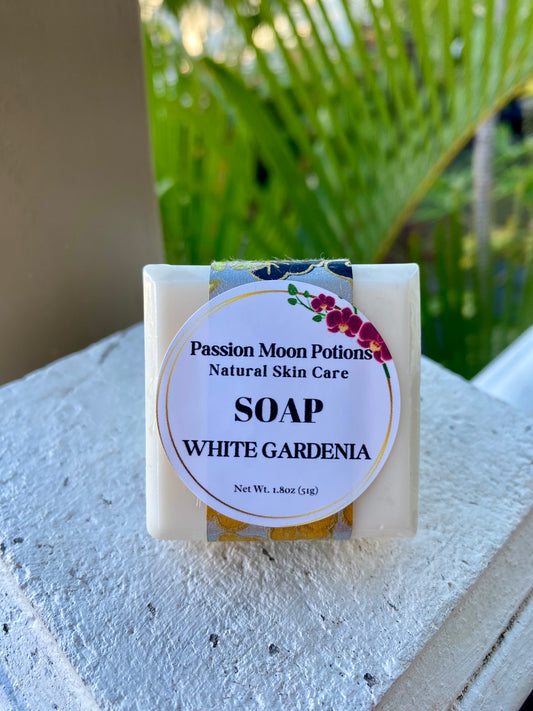 Passion Moon Potions
Natural Skin Care
SOAP
WHITE GARDENIA
Net Wt. 1.8oz (51g)